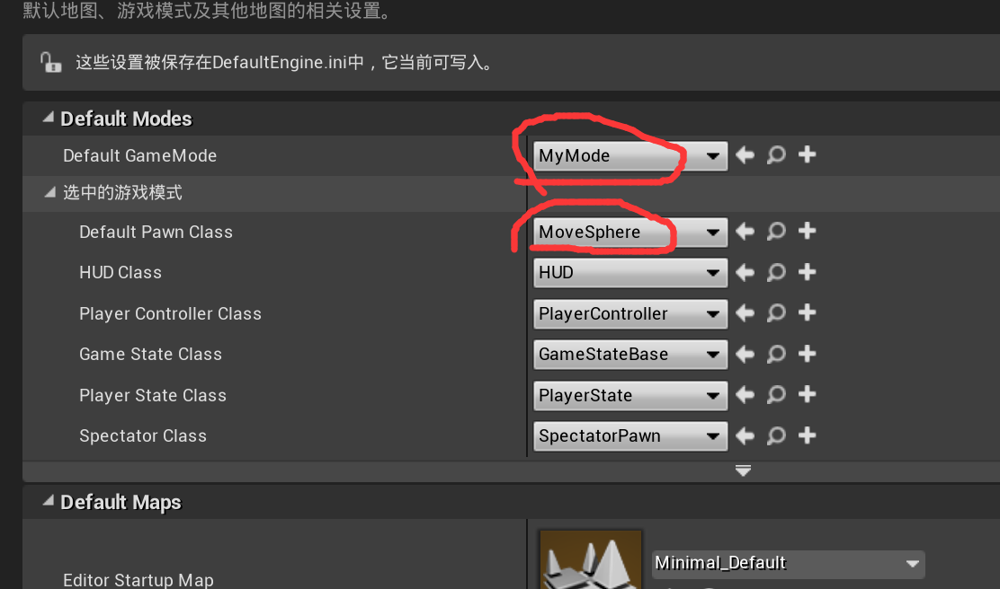 默认地图、游戏模式及其他地图的相关设置。
这些设置被保存在DefaultEngine.ini中，它当前可写入。
Default Modes
Default GameMode MyMode
选中的游戏模式
Default Pawn Class MoveSphere
HUD Class HUD
Player Controller Class PlayerController
Game State Class GameStateBase
Player State Class PlayerState
Spectator Class SpectatorPawn
Default Maps
Minimal_Default
Editor Startup Map